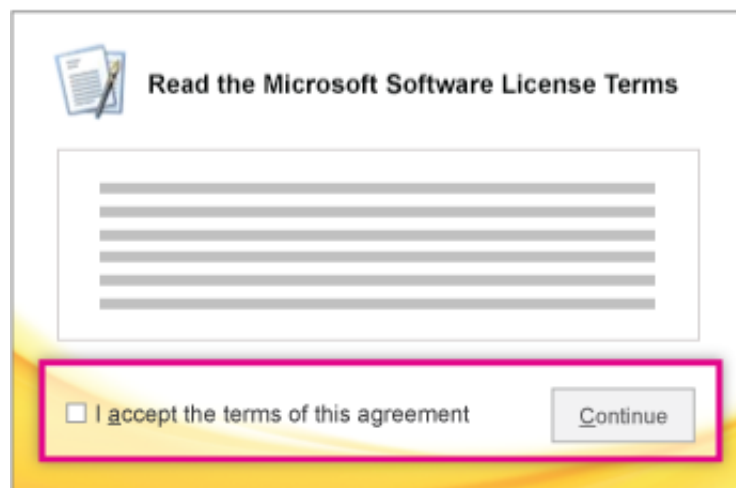 Read the Microsoft Software License Terms
I accept the terms of this agreement
Continue